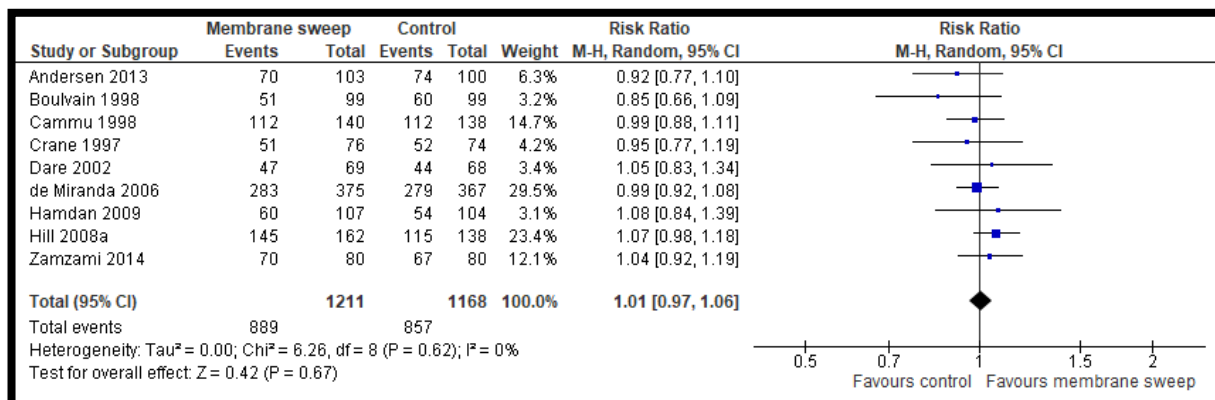 Membrane sweep Control Risk Ratio Risk Ratio
Study or Subgroup Events Total Events Total Weight M-H, Random, 95% CI M-H, Random, 95% CI
Andersen 2013 70 103 74 100 6.3% 0.92 [0.77, 1.10]
Boulvain 1998 51 99 60 99 3.2% 0.85 [0.66, 1.09]
Cammu 1998 112 140 112 138 14.7% 0.99 [0.88, 1.11]
Crane 1997 51 76 52 74 4.2% 0.95 [0.77, 1.19]
Dare 2002 47 69 44 68 3.4% 1.05 [0.83, 1.34]
de Miranda 2006 283 375 279 367 29.5% 0.99 [0.92, 1.08]
Hamdan 2009 60 107 54 104 3.1% 1.08 [0.84, 1.39]
Hill 2008a 145 162 115 138 23.4% 1.07 [0.98, 1.18]
Zamzami 2014 70 80 67 80 12.1% 1.04 [0.92, 1.19]
Total (95% CI) 1211 1168 100.0% 1.01 [0.97, 1.06]
Total events 889 857
Heterogeneity: Tau² = 0.00; Chi² = 6.26, df = 8 (P = 0.62); I² = 0%
Test for overall effect: Z = 0.42 (P = 0.67)
0.5 0.7 1 1.5 2
Favours control Favours membrane sweep